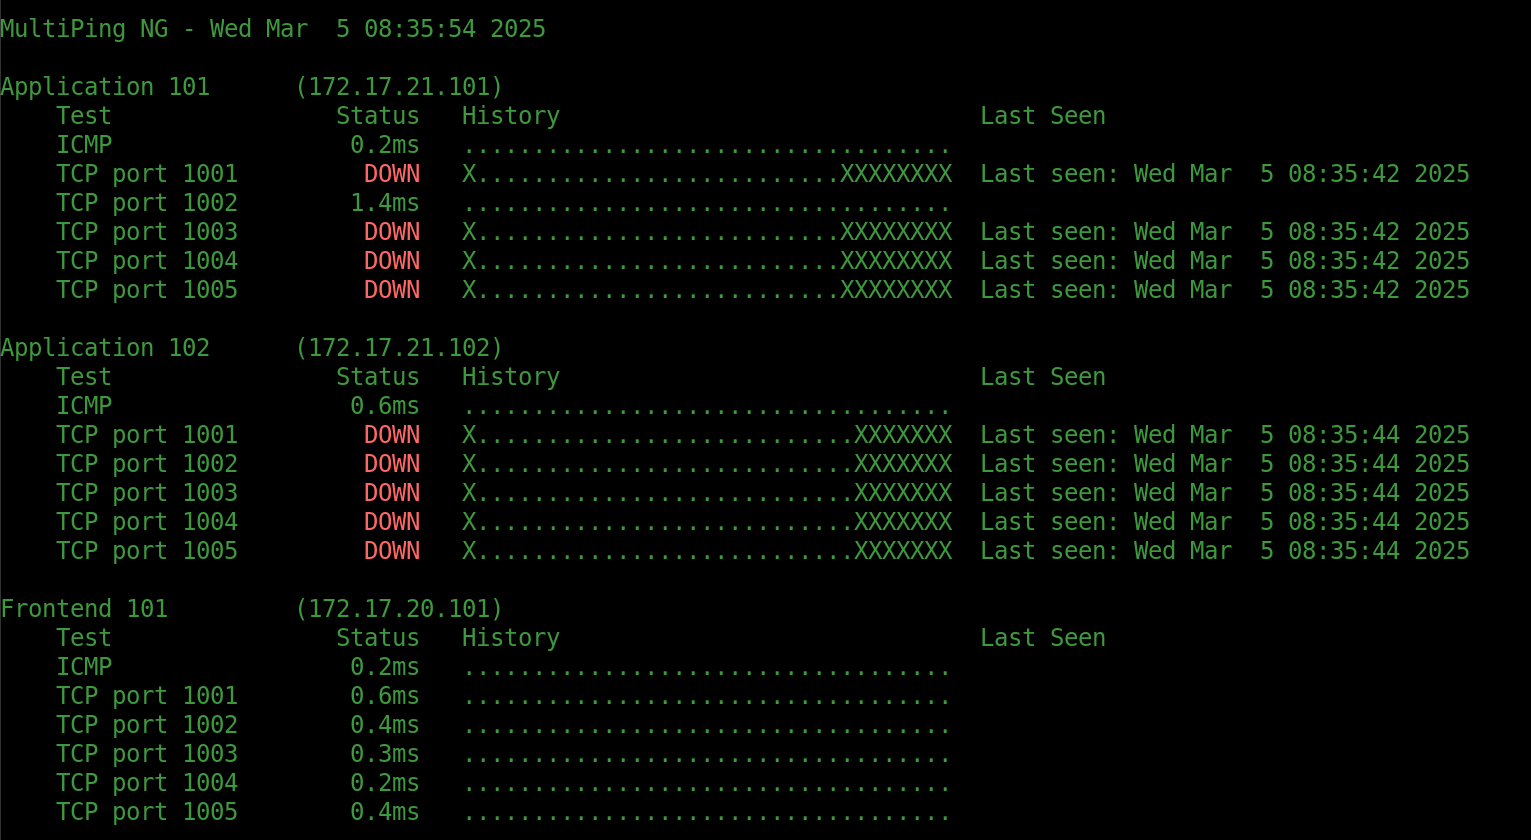 MultiPing NG - Wed Mar  5 08:35:54 2025
Application 101      (172.17.21.101)
    Test                Status   History                              Last Seen
    ICMP                 0.2ms   ...................................
    TCP port 1001         DOWN   X..........................XXXXXXXX  Last seen: Wed Mar  5 08:35:42 2025
    TCP port 1002        1.4ms   ...................................
    TCP port 1003         DOWN   X..........................XXXXXXXX  Last seen: Wed Mar  5 08:35:42 2025
    TCP port 1004         DOWN   X..........................XXXXXXXX  Last seen: Wed Mar  5 08:35:42 2025
    TCP port 1005         DOWN   X..........................XXXXXXXX  Last seen: Wed Mar  5 08:35:42 2025
Application 102      (172.17.21.102)
    Test                Status   History                              Last Seen
    ICMP                 0.6ms   ...................................
    TCP port 1001         DOWN   X...........................XXXXXXX  Last seen: Wed Mar  5 08:35:44 2025
    TCP port 1002         DOWN   X...........................XXXXXXX  Last seen: Wed Mar  5 08:35:44 2025
    TCP port 1003         DOWN   X...........................XXXXXXX  Last seen: Wed Mar  5 08:35:44 2025
    TCP port 1004         DOWN   X...........................XXXXXXX  Last seen: Wed Mar  5 08:35:44 2025
    TCP port 1005         DOWN   X...........................XXXXXXX  Last seen: Wed Mar  5 08:35:44 2025
Frontend 101         (172.17.20.101)
    Test                Status   History                              Last Seen
    ICMP                 0.2ms   ...................................
    TCP port 1001        0.6ms   ...................................
    TCP port 1002        0.4ms   ...................................
    TCP port 1003        0.3ms   ...................................
    TCP port 1004        0.2ms   ...................................
    TCP port 1005        0.4ms   ...................................